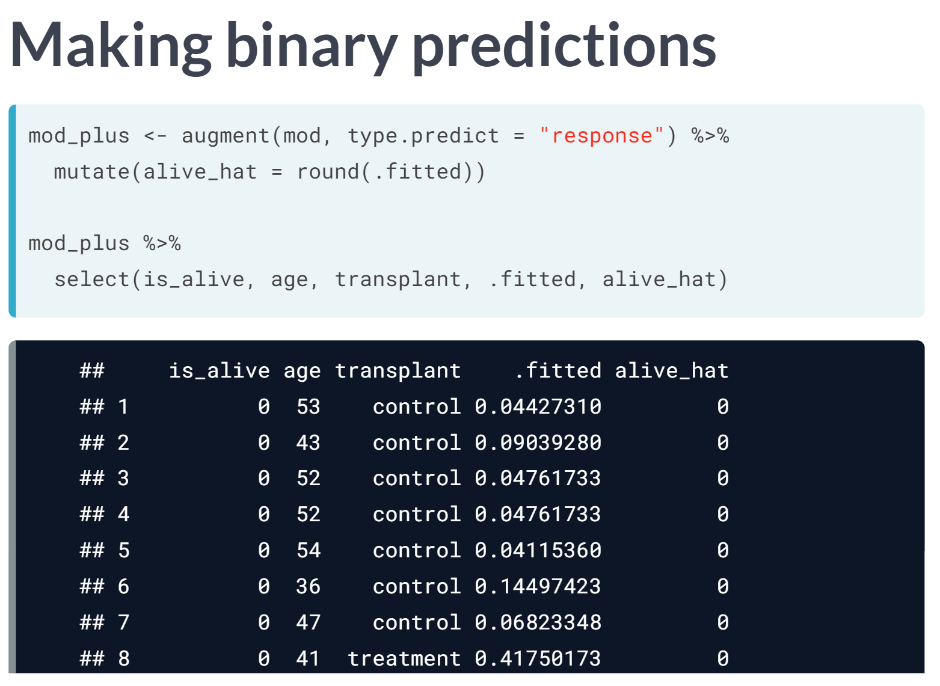 Making binary predictions
mod_plus <- augment(mod, type.predict = "response") %>%
  mutate(alive_hat = round(.fitted))
mod_plus %>%
  select(is_alive, age, transplant, .fitted, alive_hat)
##     is_alive age transplant    .fitted alive_hat
## 1          0  53    control 0.04427310         0
## 2          0  43    control 0.09039280         0
## 3          0  52    control 0.04761733         0
## 4          0  52    control 0.04761733         0
## 5          0  54    control 0.04115360         0
## 6          0  36    control 0.14497423         0
## 7          0  47    control 0.06823348         0
## 8          0  41  treatment 0.41750173         0